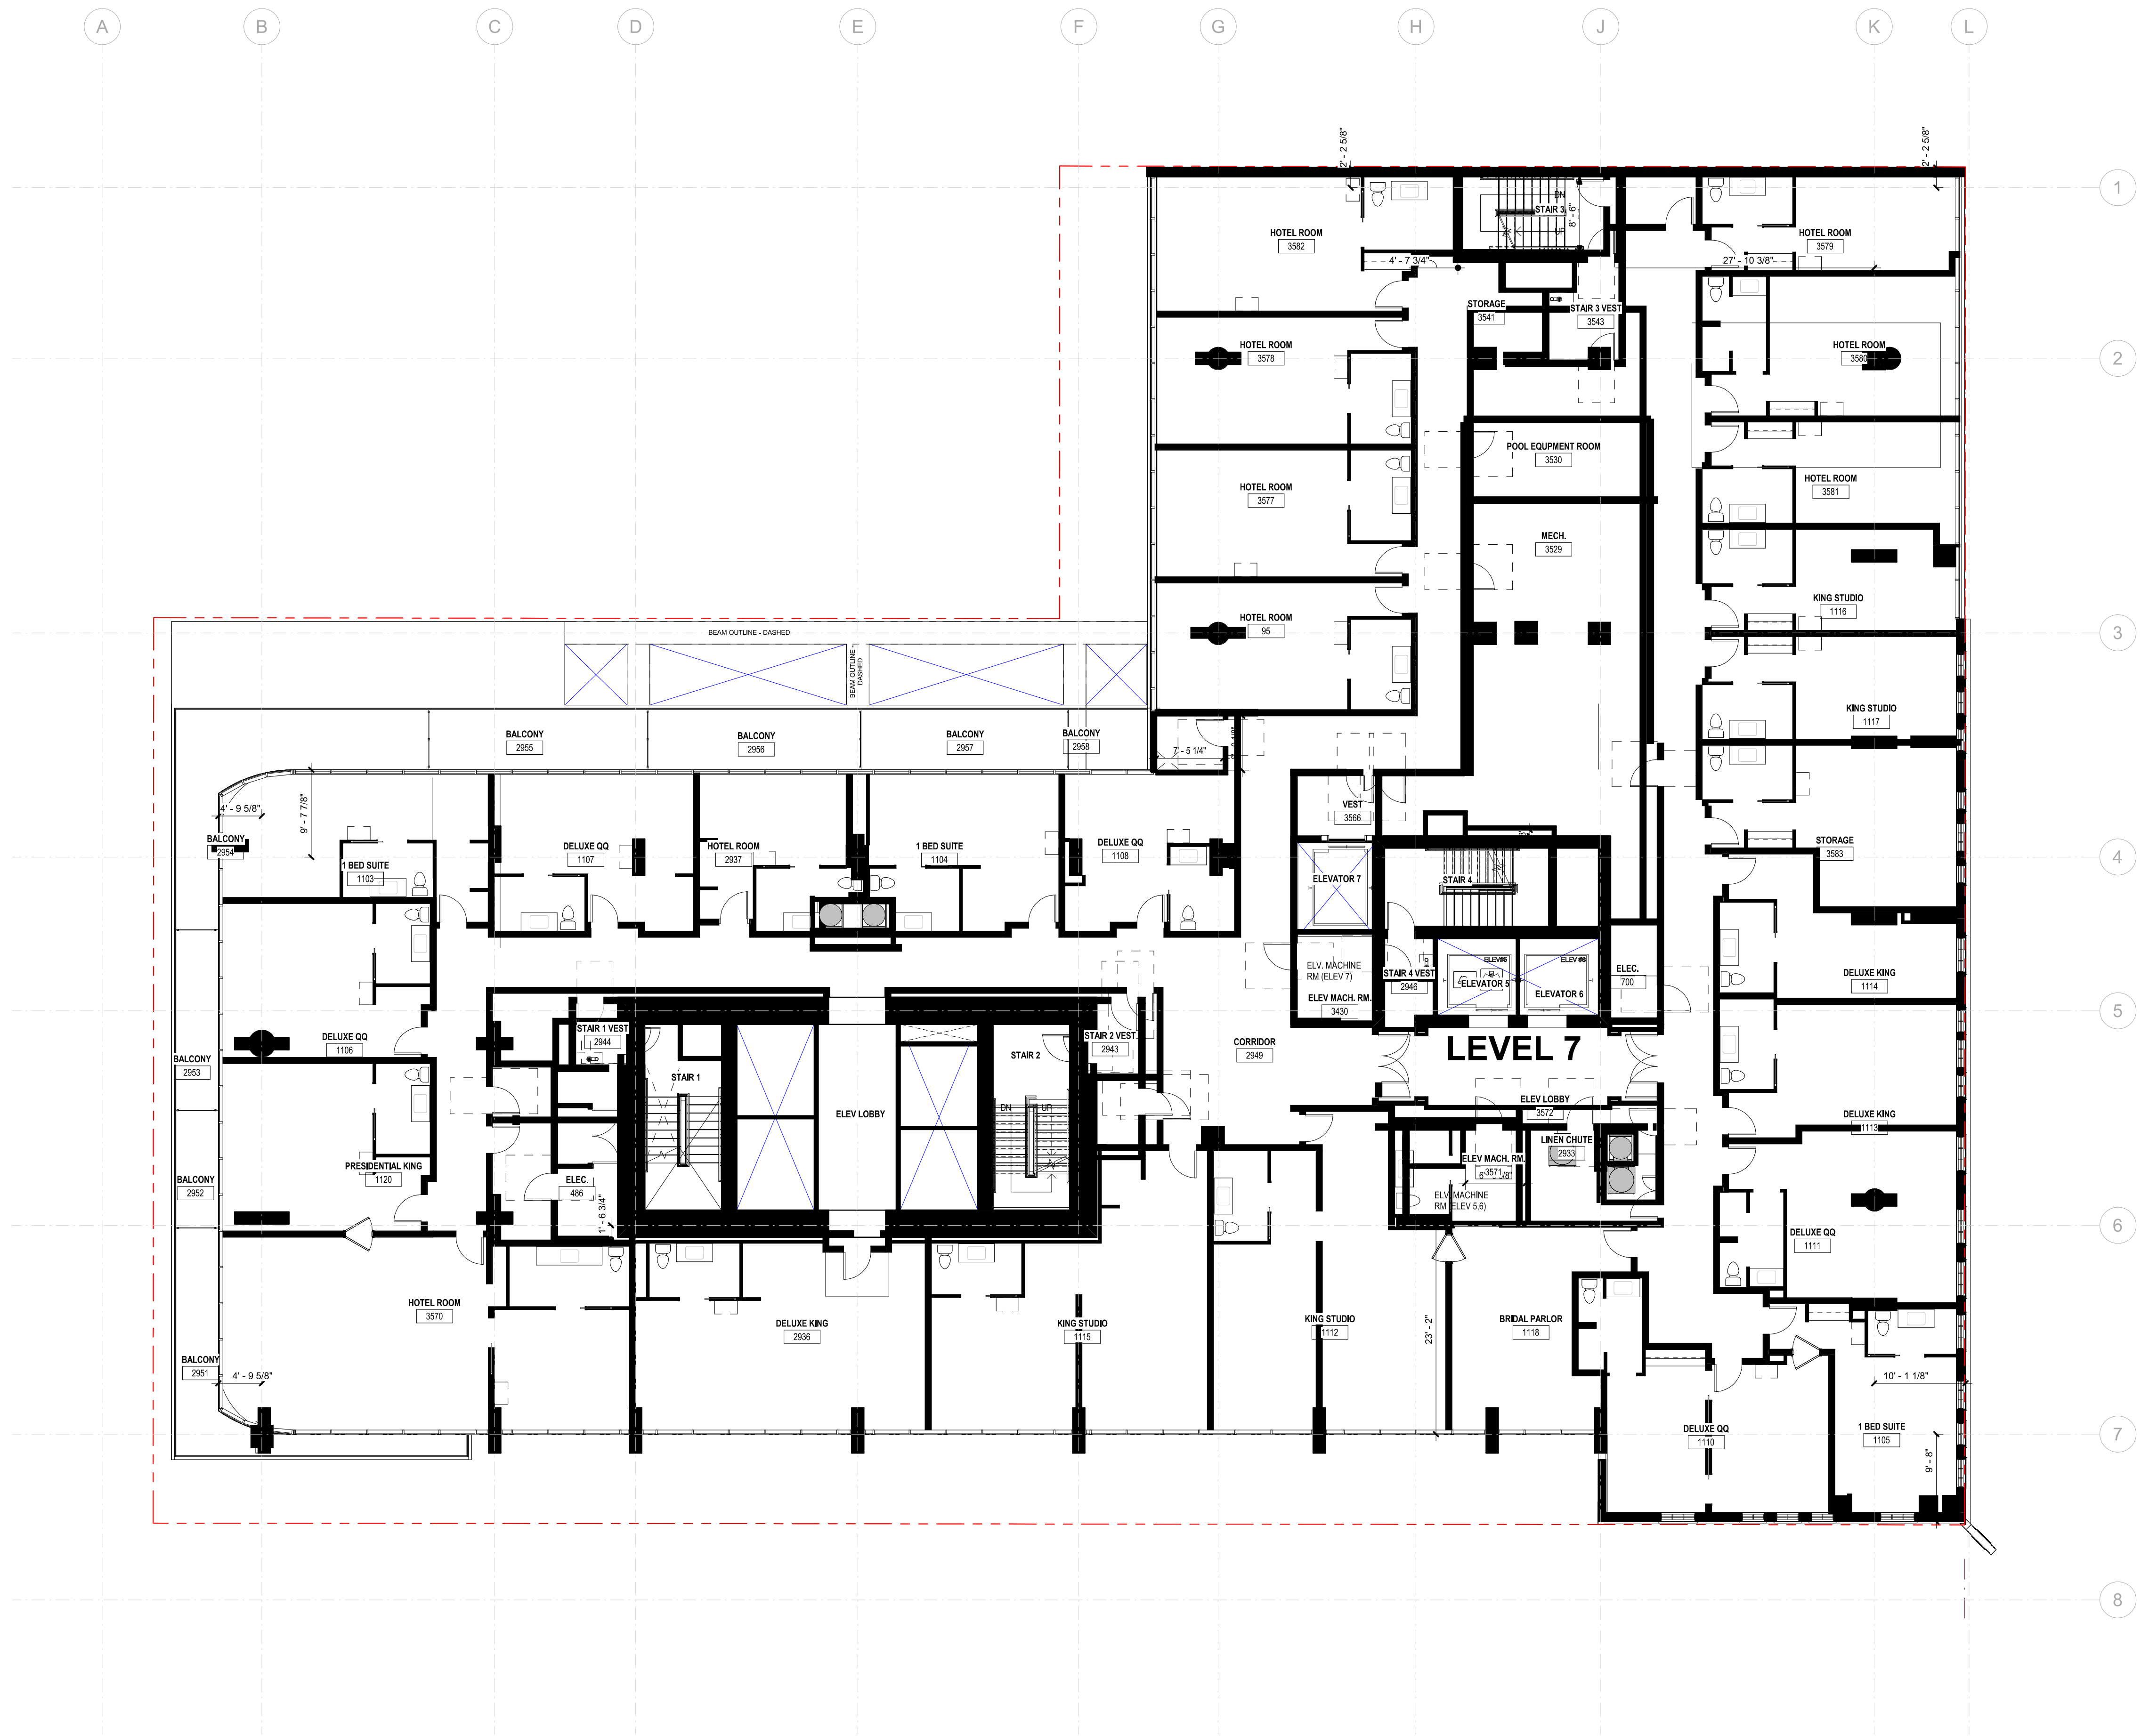 A B C D E F G H J K L
2' - 2 5/8"
2' - 2 5/8"
1
DN
STAIR 3
8' - 6"
UP
HOTEL ROOM
3582
HOTEL ROOM
3579
4' - 7 3/4"
27' - 10 3/8"
STORAGE
3541
STAIR 3 VEST
3543
HOTEL ROOM
3578
HOTEL ROOM
3580
2
POOL EQUPMENT ROOM
3530
HOTEL ROOM
3577
HOTEL ROOM
3581
MECH.
3529
KING STUDIO
1116
HOTEL ROOM
95
BEAM OUTLINE - DASHED
3
BEAM OUTLINE -
DASHED
KING STUDIO
1117
BALCONY
2955
BALCONY
2956
BALCONY
2957
BALCONY
2958
7' - 5 1/4"
4' - 9 5/8"
9' - 7 7/8"
VEST
3566
BALCONY
2954
1 BED SUITE
1103
DELUXE QQ
1107
HOTEL ROOM
2937
1 BED SUITE
1104
DELUXE QQ
1108
STORAGE
3583
4
ELEVATOR 7
STAIR 4
ELV. MACHINE
RM (ELEV 7)
ELEV MACH. RM.
3430
STAIR 4 VEST
2946
ELEV#5
ELEVATOR 5
ELEV #6
ELEVATOR 6
ELEC.
700
DELUXE KING
1114
5
STAIR 1 VEST
2944
STAIR 2 VEST.
2943
DELUXE QQ
1106
CORRIDOR
2949
LEVEL 7
BALCONY
2953
STAIR 1
STAIR 2
ELEV LOBBY
DN
UP
ELEV LOBBY
3572
DELUXE KING
1113
LINEN CHUTE
2933
PRESIDENTIAL KING
1120
ELEV MACH. RM.
3571
ELV. MACHINE
RM (ELEV 5,6)
BALCONY
2952
ELEC.
486
1' - 6 3/4"
6
DELUXE QQ
1111
HOTEL ROOM
3570
DELUXE KING
2936
KING STUDIO
1115
KING STUDIO
1112
23' - 2"
BRIDAL PARLOR
1118
BALCONY
2951
4' - 9 5/8"
10' - 1 1/8"
DELUXE QQ
1110
1 BED SUITE
1105
9' - 8"
7
8